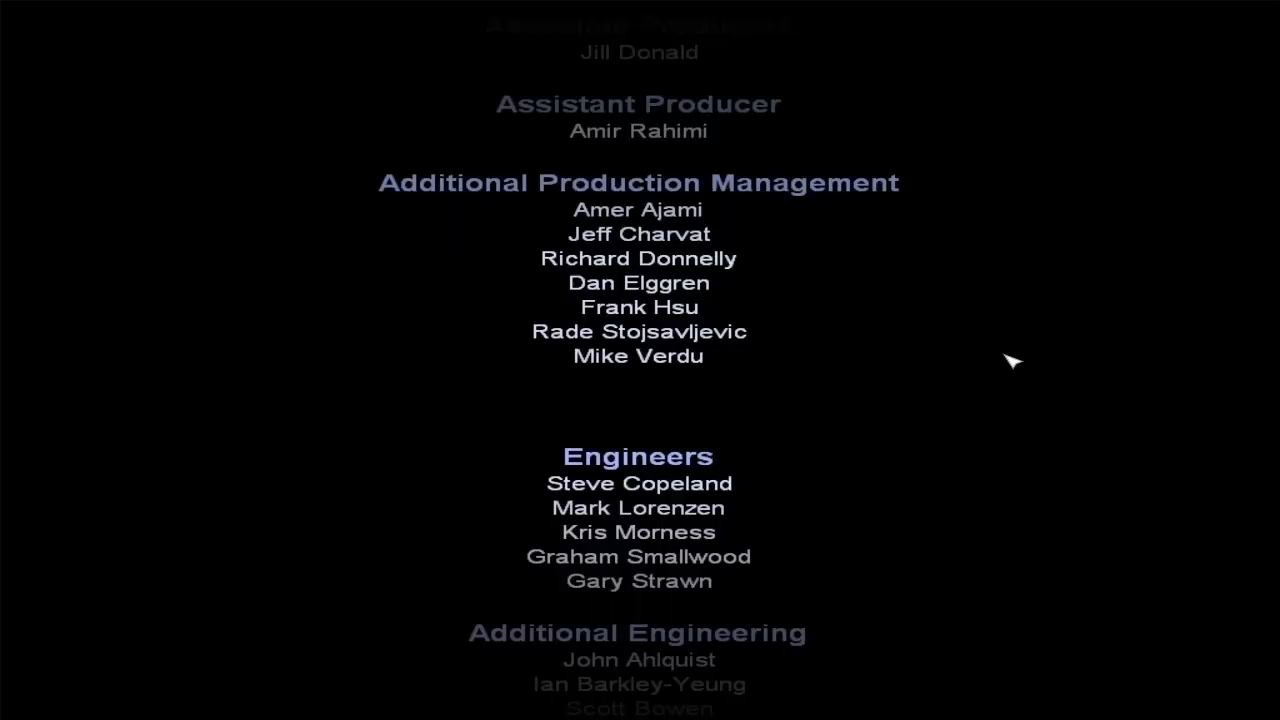 Associate Producer
Jill Donald
Assistant Producer
Amir Rahimi
Additional Production Management
Amer Ajami
Jeff Charvat
Richard Donnelly
Dan Elggren
Frank Hsu
Rade Stojsavljevic
Mike Verdu
Engineers
Steve Copeland
Mark Lorenzen
Kris Morness
Graham Smallwood
Gary Strawn
Additional Engineering
John Ahlquist
Ian Barkley-Yeung
Scott Bowen